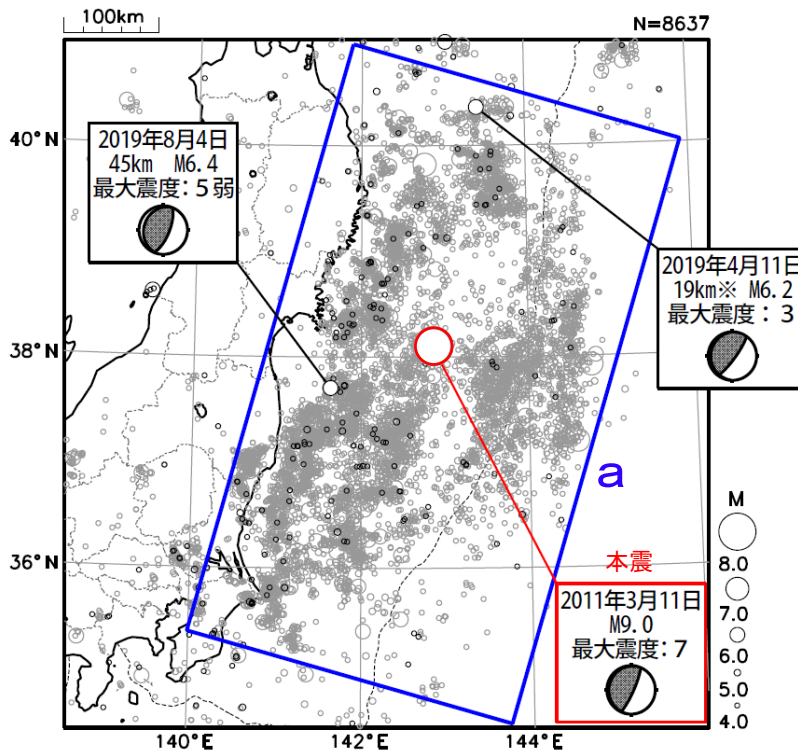 100km
N=8637
40°N
2019年8月4日
45km M6.4
最大震度：5弱
2019年4月11日
19km※ M6.2
最大震度：3
38°N
a
M
8.0
7.0
6.0
5.0
4.0
36°N
本震
2011年3月11日
M9.0
最大震度：7
140°E
142°E
144°E